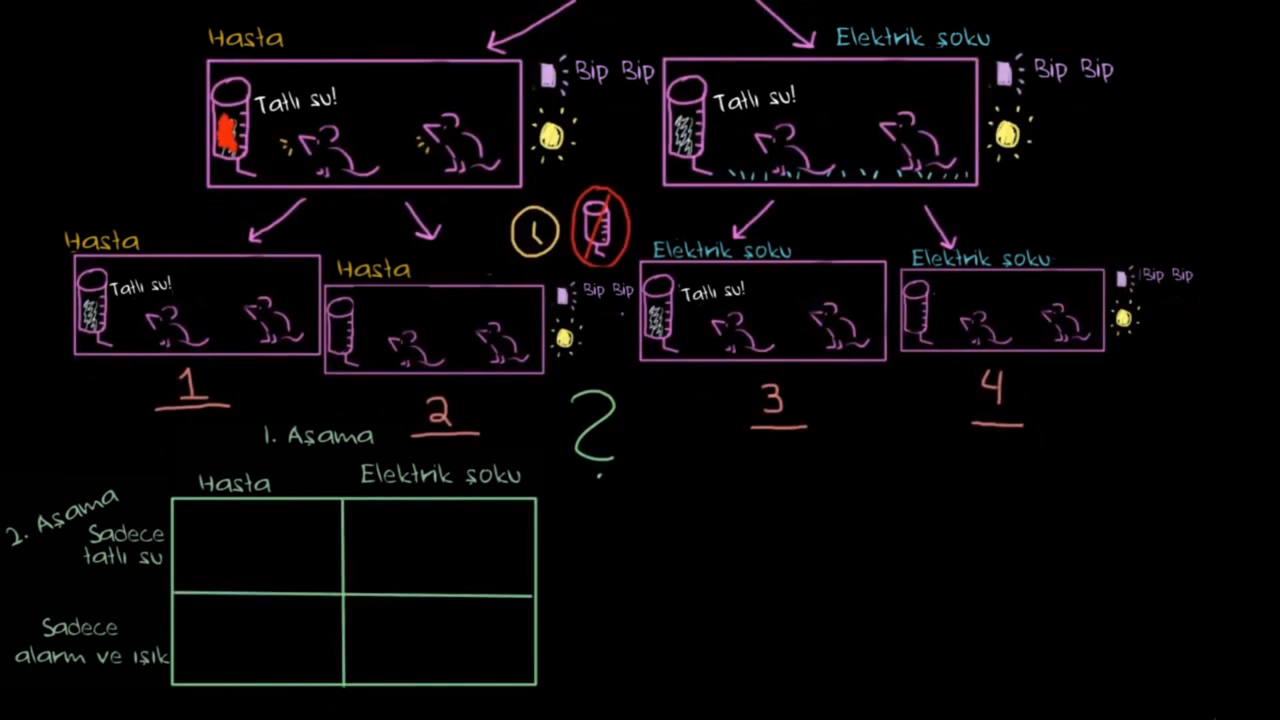 Hasta
Elektrik şoku
Tatlı su!
Bip Bip
Tatlı su!
Bip Bip
Hasta
Hasta
Elektrik şoku
Elektrik şoku
Tatlı su!
Bip Bip
Tatlı su!
Bip Bip
1
2
3
4
?
1. Aşama
Hasta
Elektrik şoku
2. Aşama
Sadece
tatlı su
Sadece
alarm ve ışık